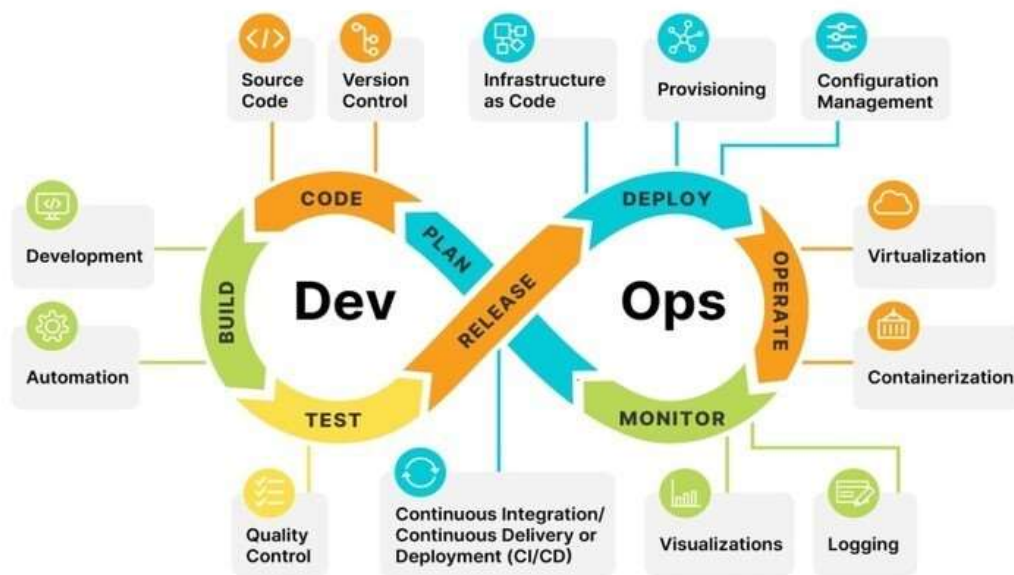 Source
Code
Version
Control
Infrastructure
as Code
Provisioning
Configuration
Management
CODE
PLAN
DEPLOY
Development
BUILD
Dev
RELEASE
Ops
OPERATE
Virtualization
Automation
Containerization
TEST
MONITOR
Quality
Control
Continuous Integration/
Continuous Delivery or
Deployment (CI/CD)
Visualizations
Logging